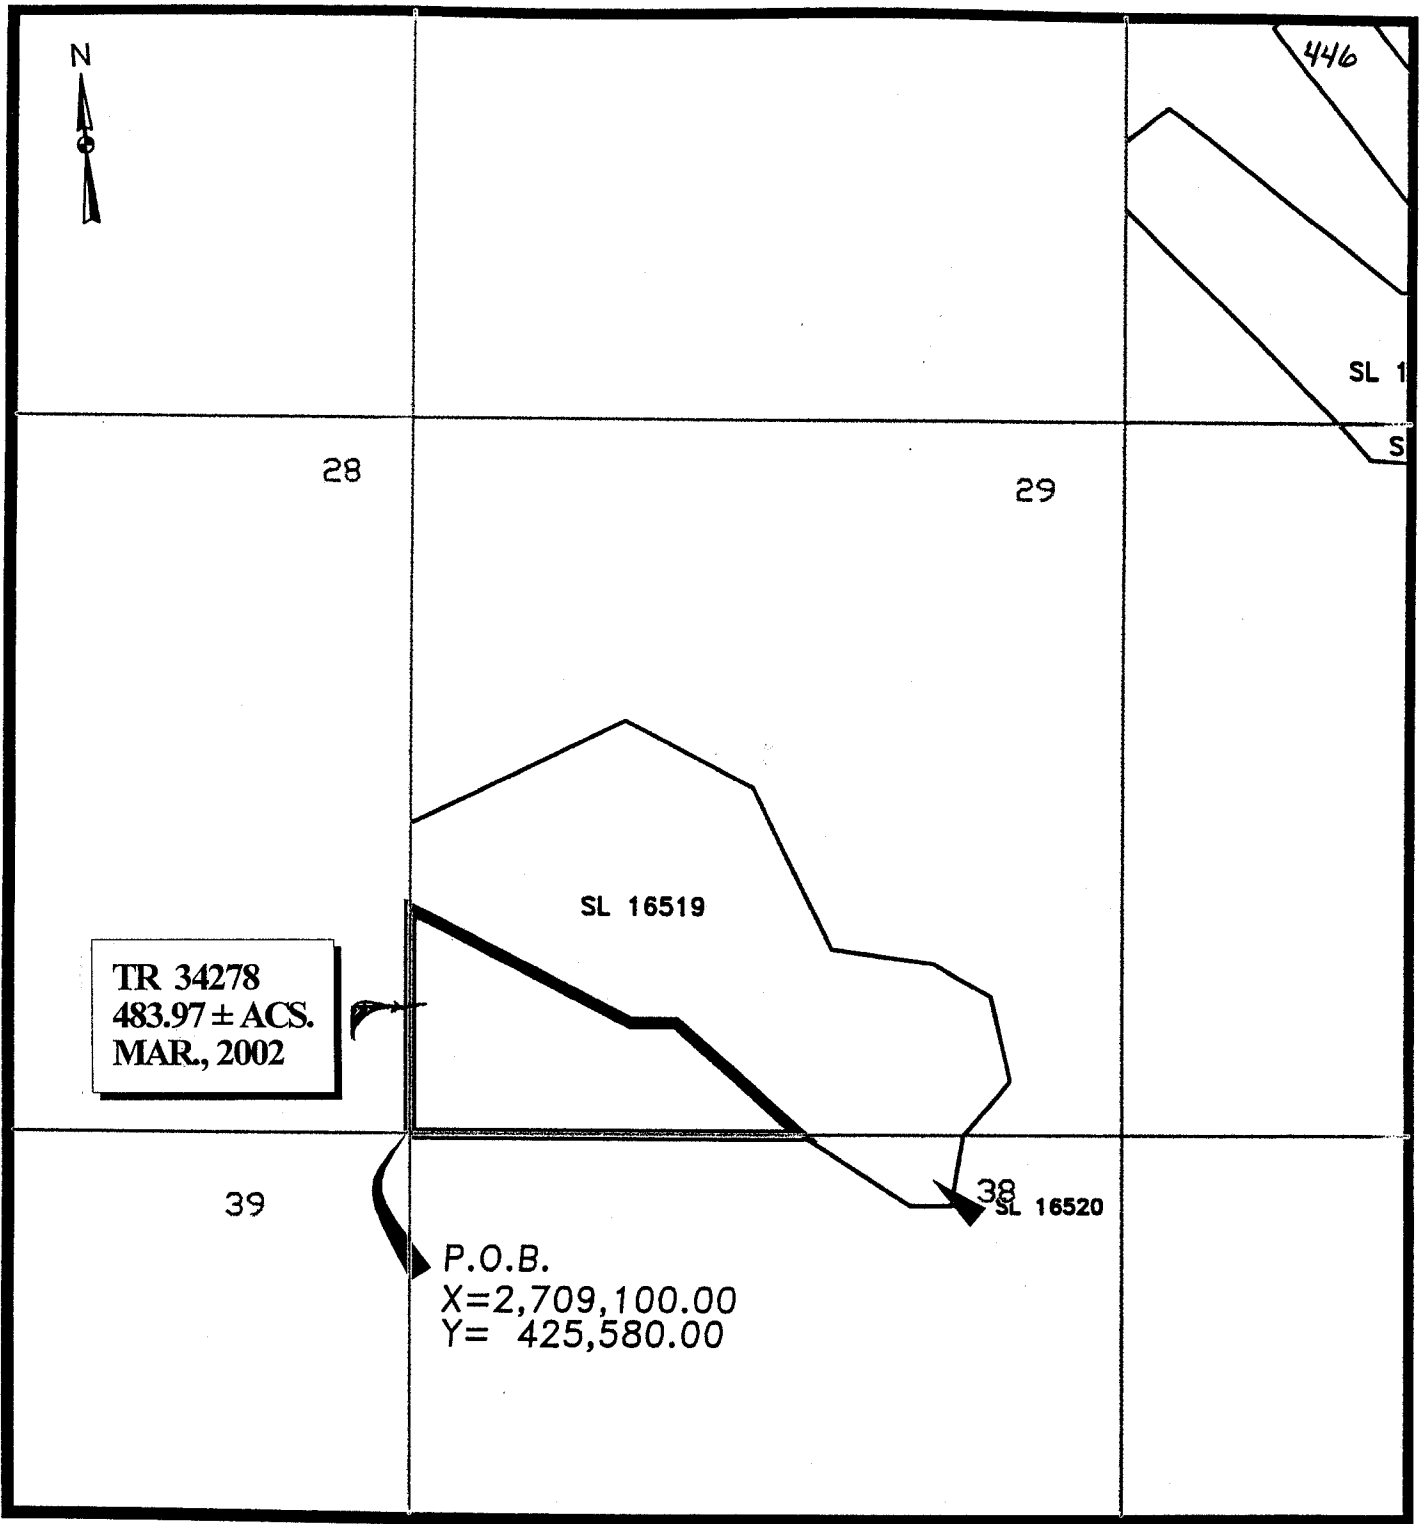 N
446
SL 1
S
28
29
SL 16519
TR 34278
483.97 ± ACS.
MAR., 2002
39
38
SL 16520
P.O.B.
X=2,709,100.00
Y= 425,580.00